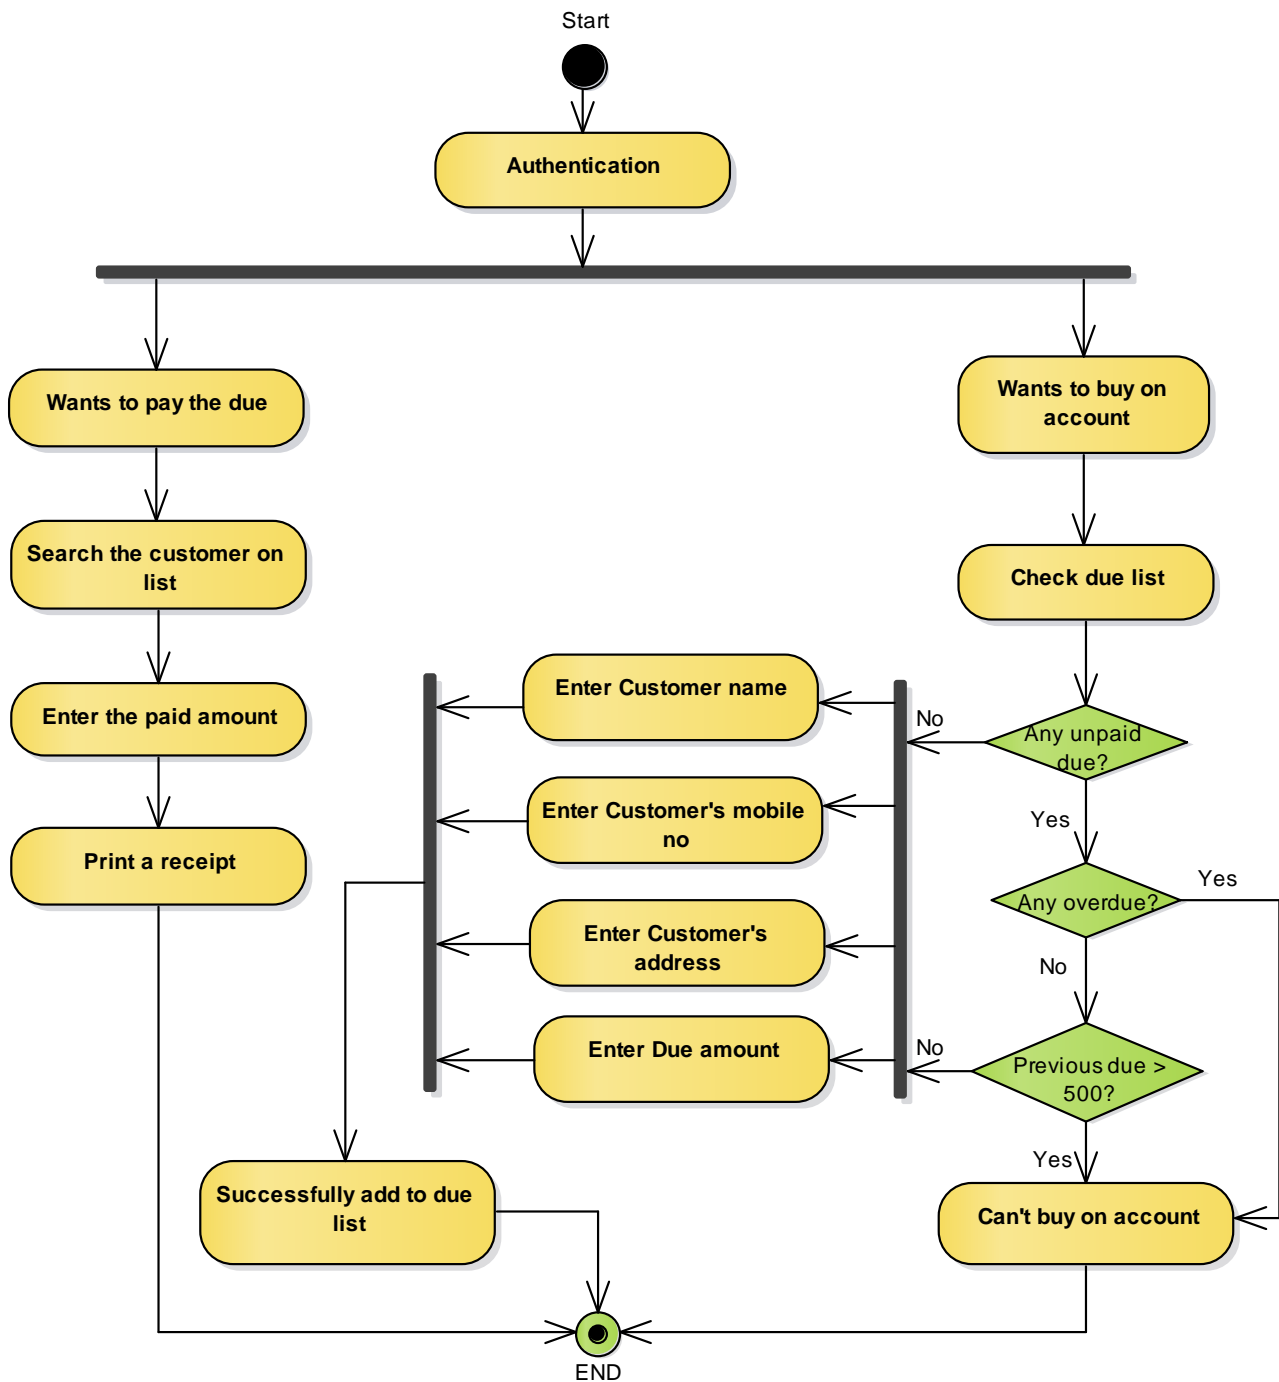 Start
Authentication
Wants to pay the due
Wants to buy on
account
Search the customer on
list
Check due list
Enter the paid amount
Enter Customer name
No
Any unpaid
due?
Enter Customer's mobile
no
Yes
Print a receipt
Any overdue?
Yes
Enter Customer's
address
No
Enter Due amount
No
Previous due >
500?
Yes
Successfully add to due
list
Can't buy on account
END